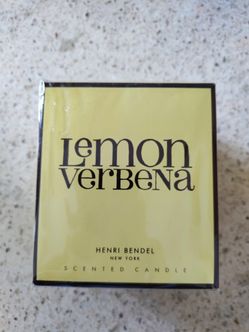 Lemon
verbena
HENRI BENDEL
NEW YORK
SCENTED CANDLE